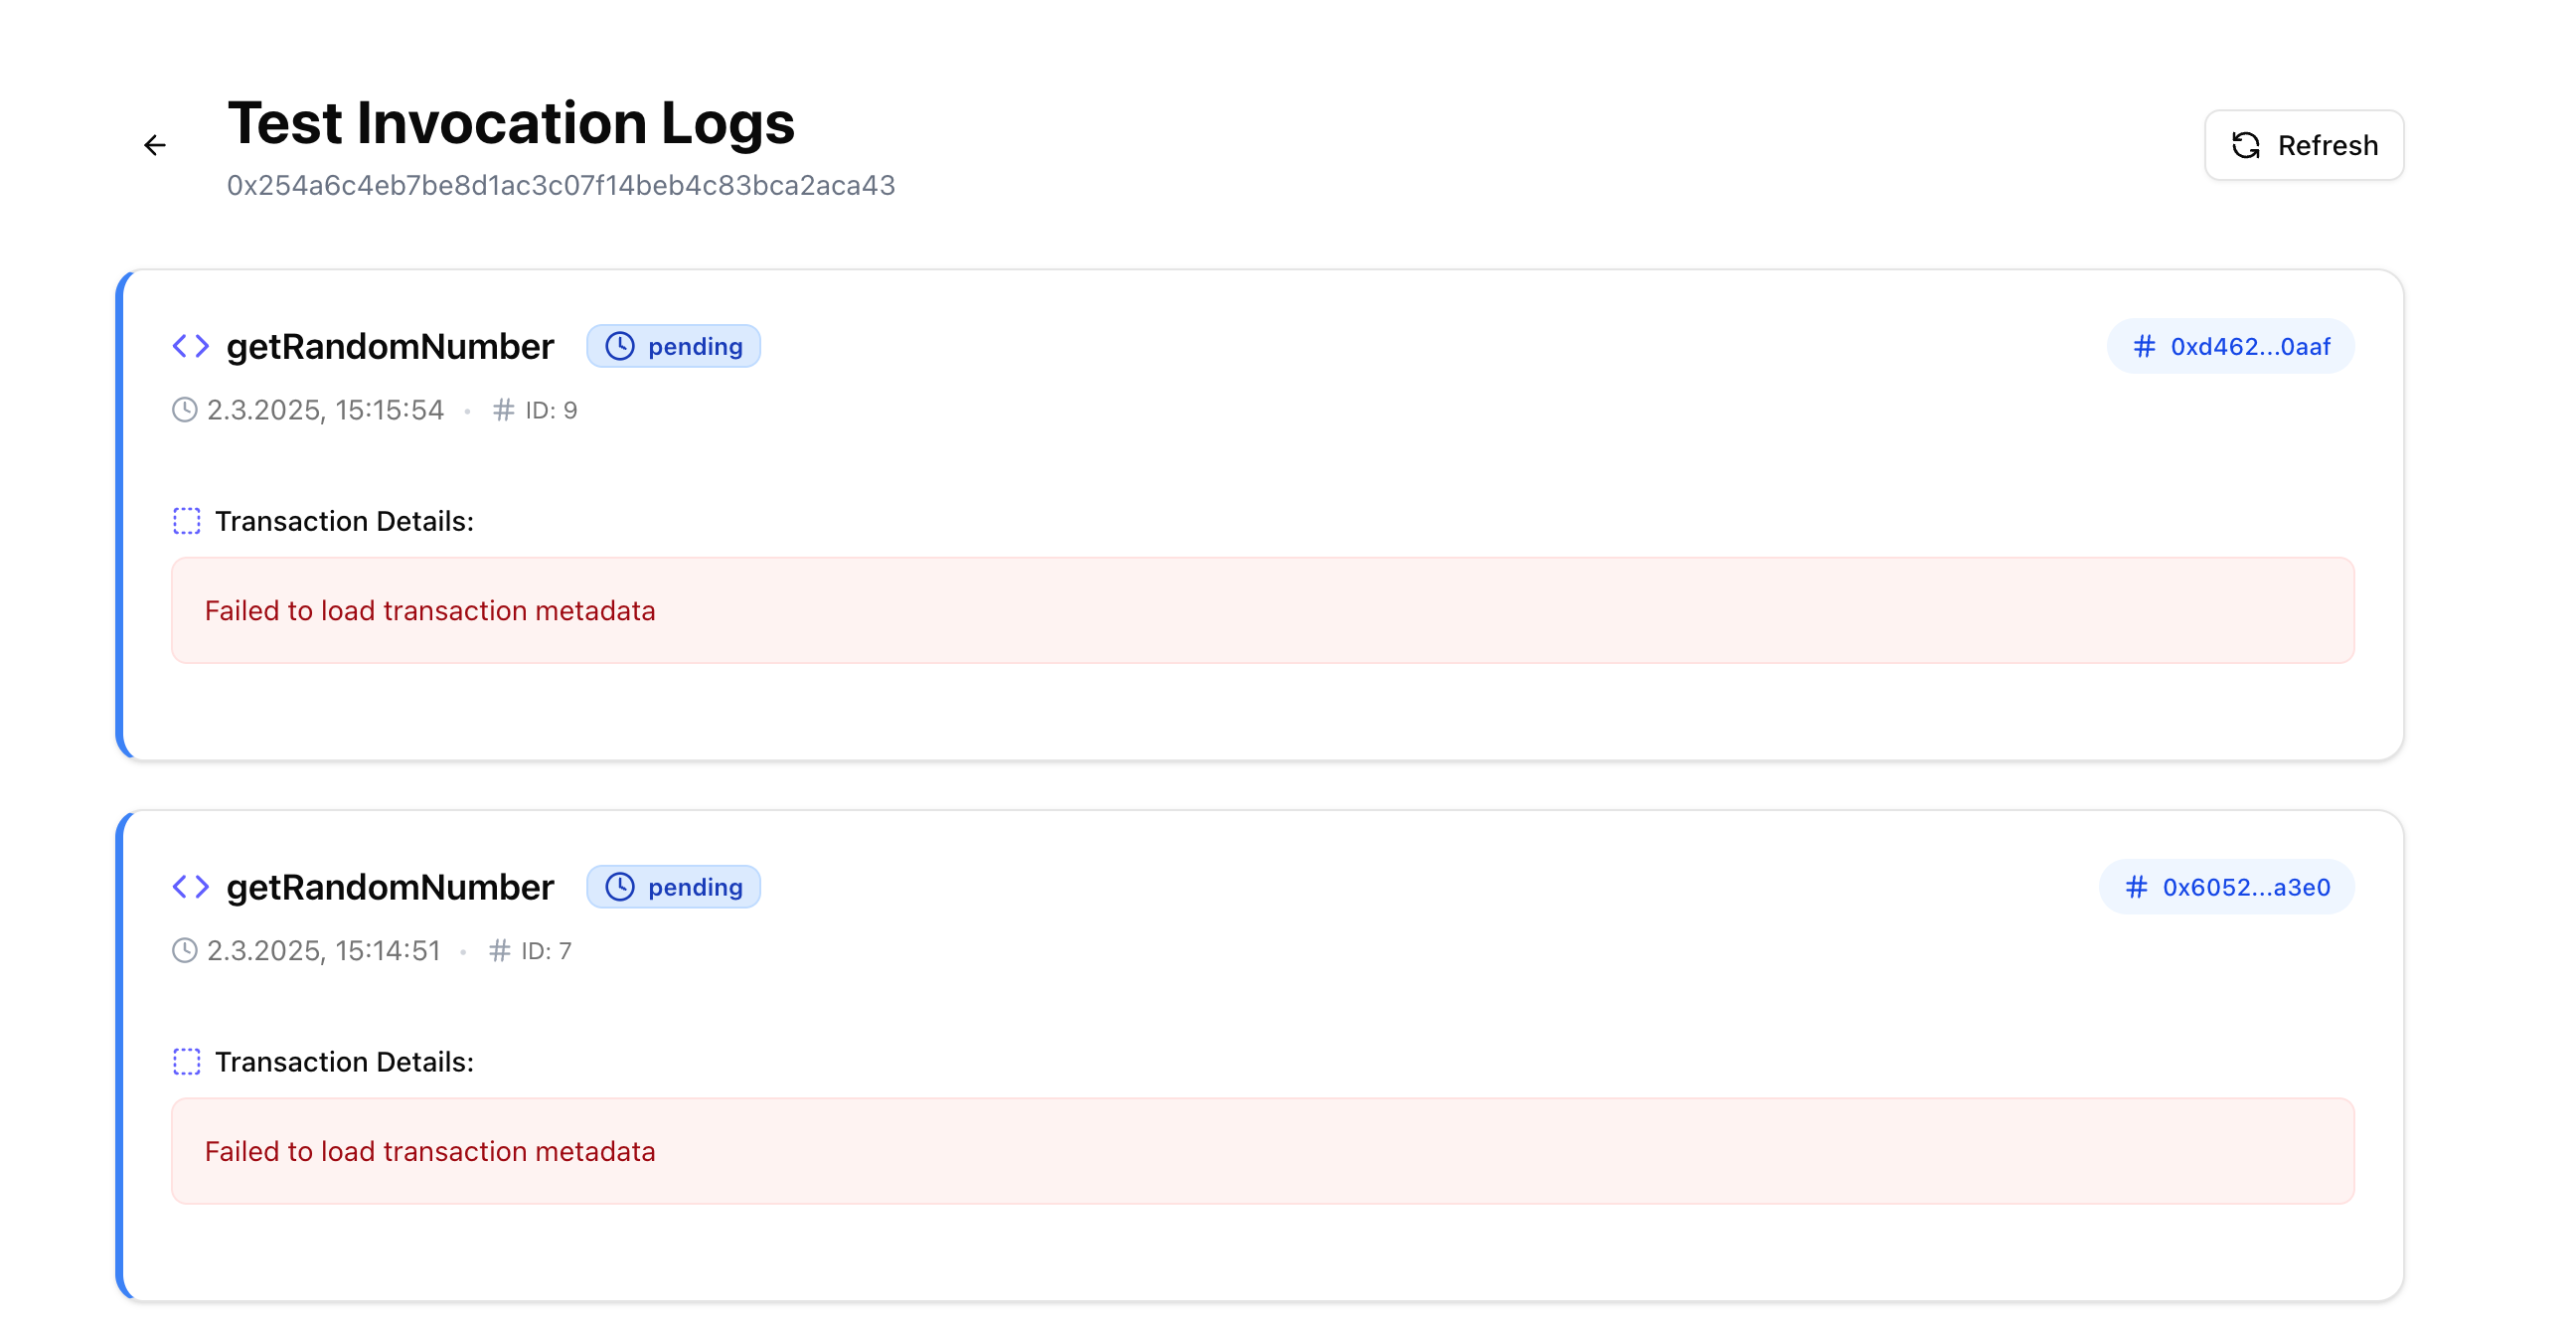 Test Invocation Logs
0x254a6c4eb7be8d1ac3c07f14beb4c83bca2aca43
Refresh
getRandomNumber
pending
# 0xd462...0aaf
2.3.2025, 15:15:54 • # ID: 9
Transaction Details:
Failed to load transaction metadata
getRandomNumber
pending
# 0x6052...a3e0
2.3.2025, 15:14:51 • # ID: 7
Transaction Details:
Failed to load transaction metadata